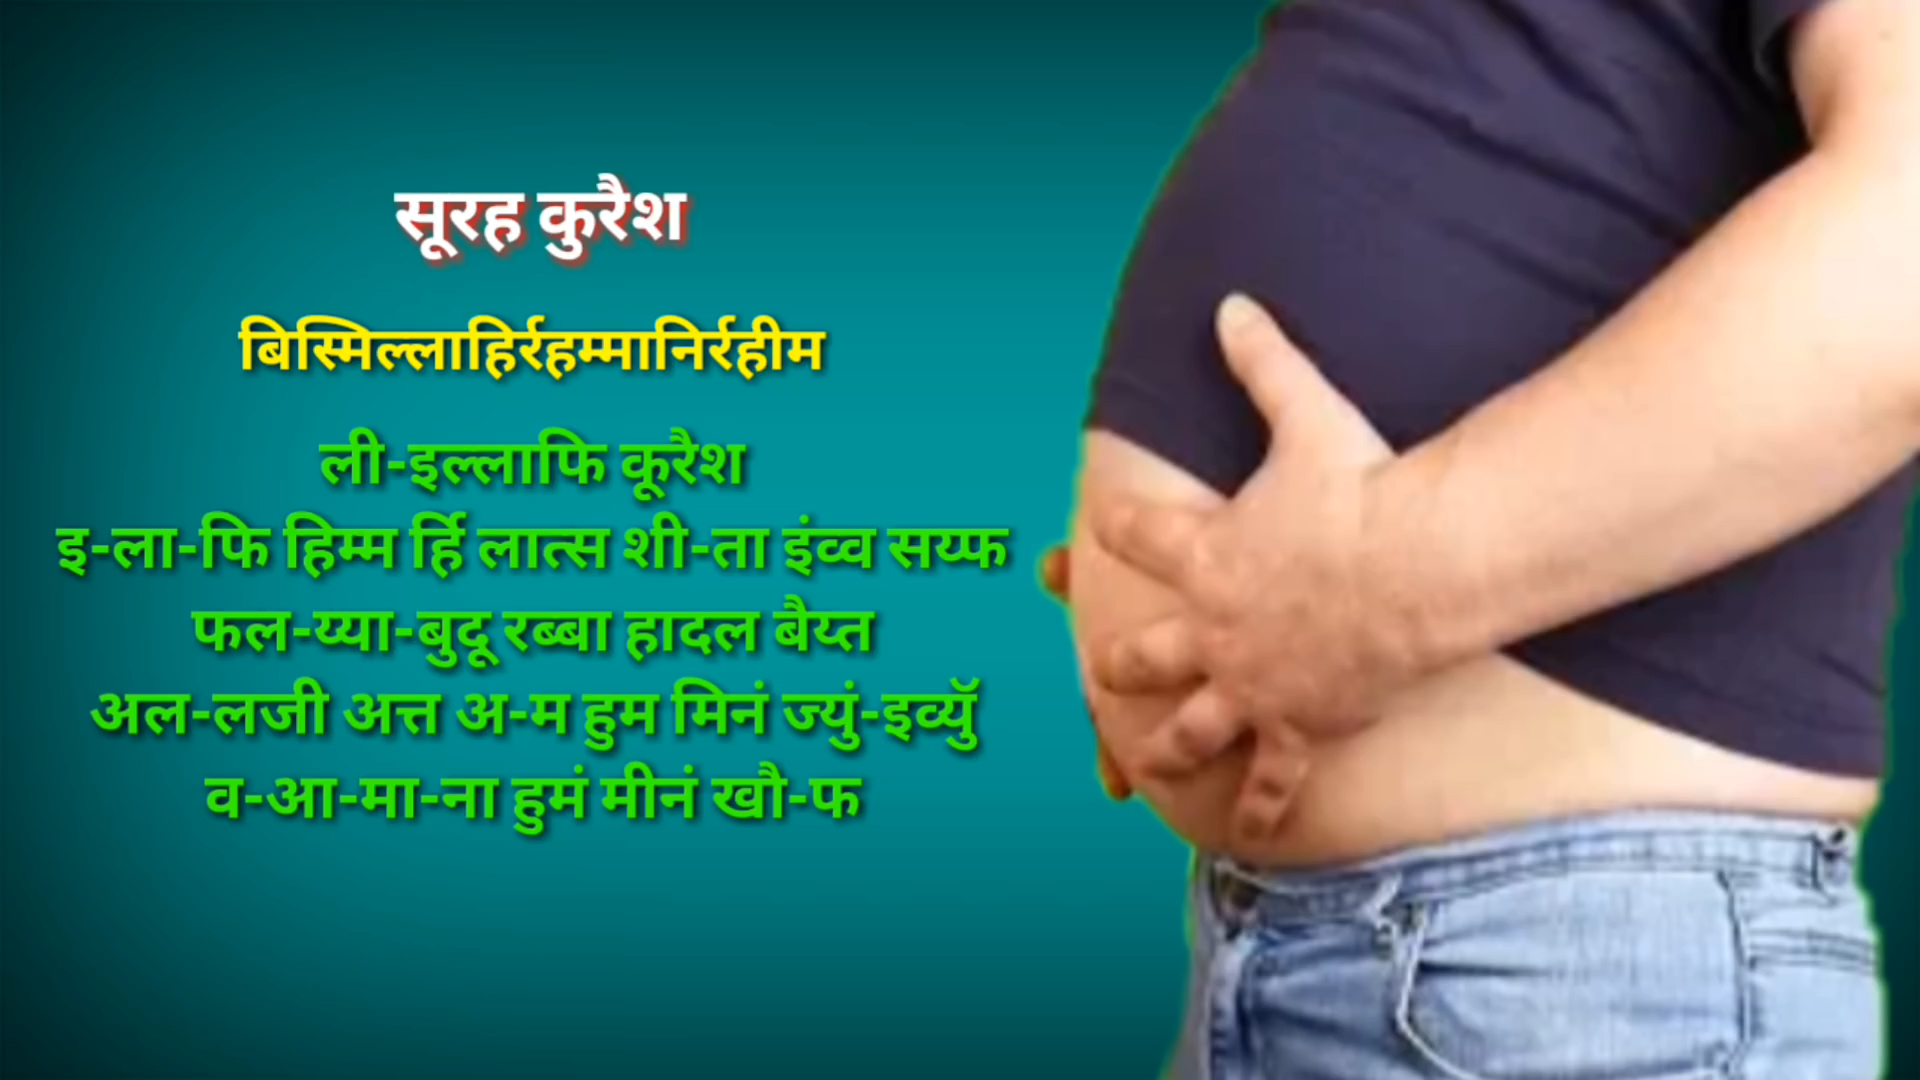 सूरह कुरैश
बिस्मिल्लाहिर्रहम्मानिर्रहीम
ली-इल्लाफि कूरैश
इ-ला-फि हिम्म र्हि लात्स शी-ता इंव्व सय्फ
फल-य्या-बुदू रब्बा हादल बैय्त
अल-लजी अत्त अ-म हुम मिनं ज्युं-इव्यॅु
व-आ-मा-ना हुमं मीनं खौ-फ